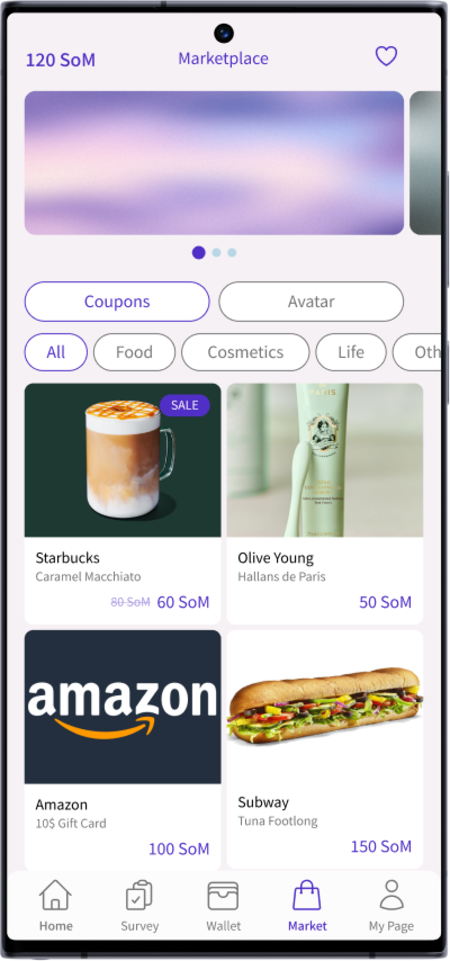 120 SoM
Marketplace
Coupons
Avatar
All
Food
Cosmetics
Life
Oth
SALE
Starbucks
Caramel Macchiato
80 SoM 60 SoM
Olive Young
Hallans de Paris
50 SoM
amazon
Amazon
10$ Gift Card
100 SoM
Subway
Tuna Footlong
150 SoM
Home
Survey
Wallet
Market
My Page